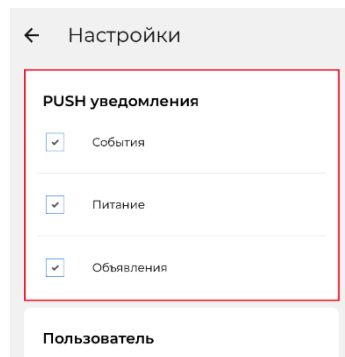 Настройки
PUSH уведомления
События
Питание
Объявления
Пользователь